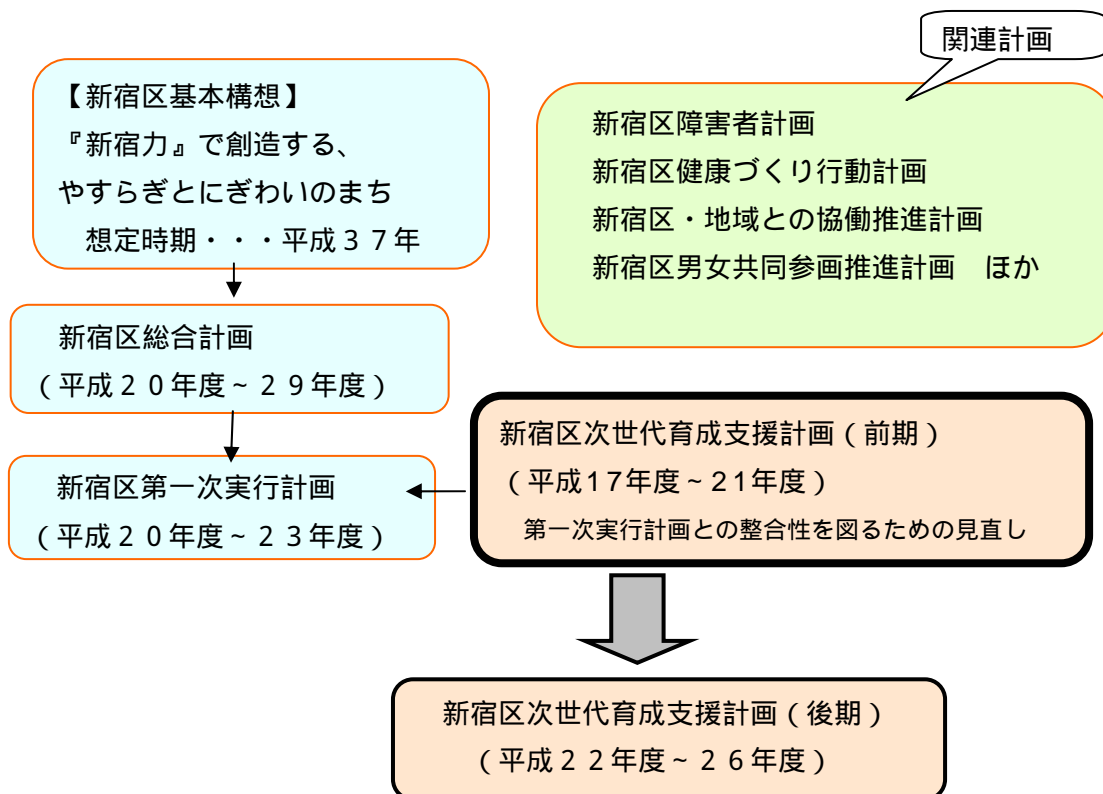 関連計画
【新宿区基本構想】
『新宿力』で創造する、
やすらぎとにぎわいのまち
想定時期・・・平成３７年
新宿区障害者計画
新宿区健康づくり行動計画
新宿区・地域との協働推進計画
新宿区男女共同参画推進計画　ほか
新宿区総合計画
（平成２０年度~２９年度）
新宿区第一次実行計画
（平成２０年度~２３年度）
新宿区次世代育成支援計画（前期）
（平成17年度~21年度）
第一次実行計画との整合性を図るための見直し
新宿区次世代育成支援計画（後期）
（平成２２年度~２６年度）